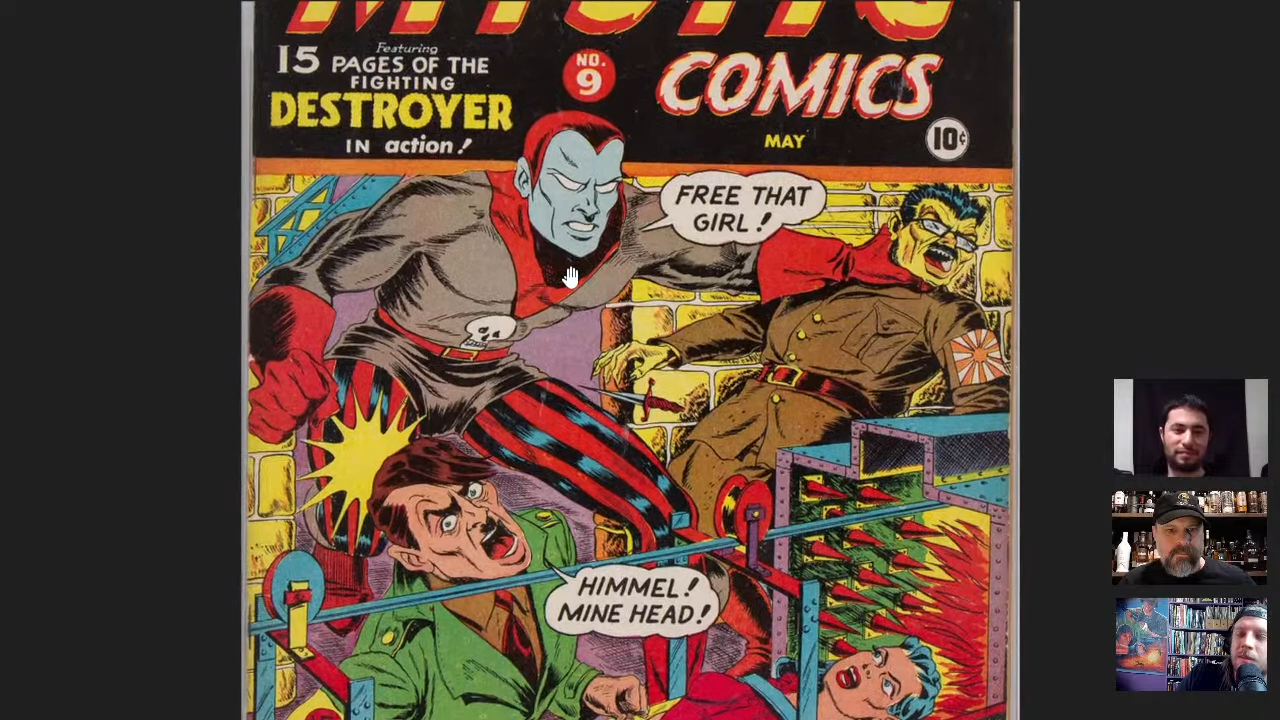 MYSTIC
Featuring
15 PAGES OF THE
FIGHTING
DESTROYER
IN action!
NO.
9
COMICS
MAY
10¢
FREE THAT
GIRL!
HIMMEL!
MINE HEAD!